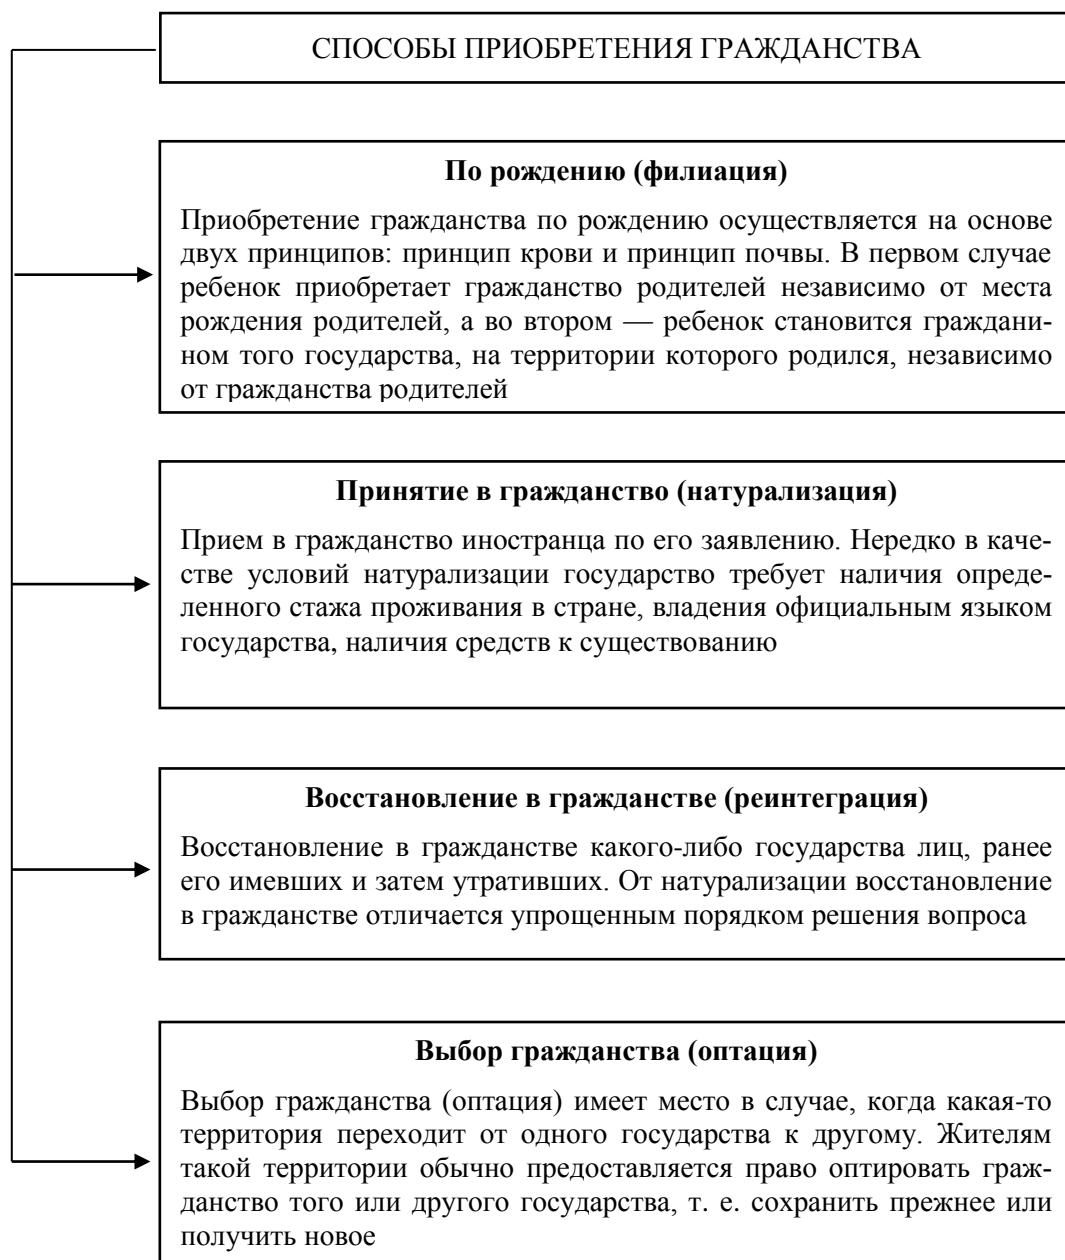 СПОСОБЫ ПРИОБРЕТЕНИЯ ГРАЖДАНСТВА
По рождению (филиация)
Приобретение гражданства по рождению осуществляется на основе
двух принципов: принцип крови и принцип почвы. В первом случае
ребенок приобретает гражданство родителей независимо от места
рождения родителей, а во втором — ребенок становится граждани-
ном того государства, на территории которого родился, независимо
от гражданства родителей
Принятие в гражданство (натурализация)
Прием в гражданство иностранца по его заявлению. Нередко в каче-
стве условий натурализации государство требует наличия опреде-
ленного стажа проживания в стране, владения официальным языком
государства, наличия средств к существованию
Восстановление в гражданстве (реинтеграция)
Восстановление в гражданстве какого-либо государства лиц, ранее
его имевших и затем утративших. От натурализации восстановление
в гражданстве отличается упрощенным порядком решения вопроса
Выбор гражданства (оптация)
Выбор гражданства (оптация) имеет место в случае, когда какая-то
территория переходит от одного государства к другому. Жителям
такой территории обычно предоставляется право оптировать граж-
данство того или другого государства, т. е. сохранить прежнее или
получить новое